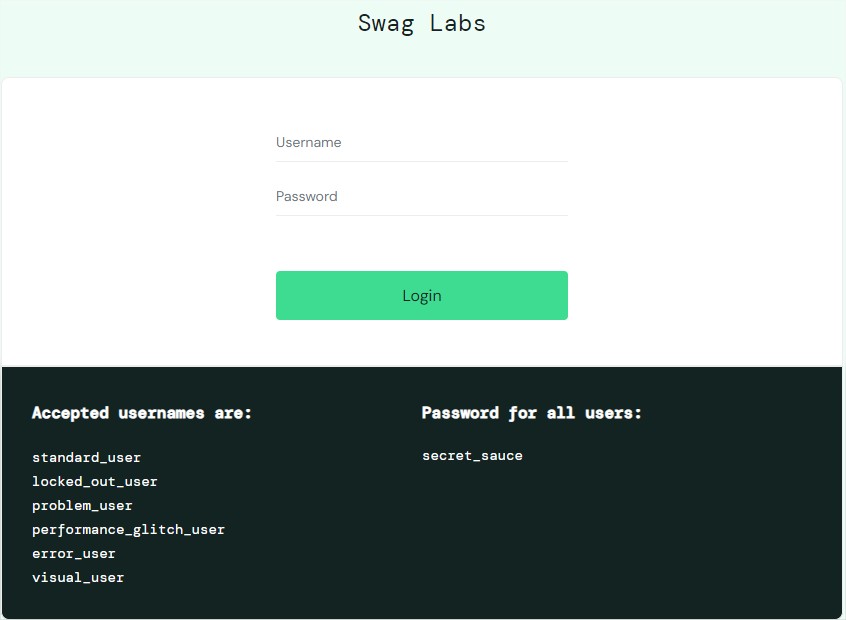 Swag Labs
Username
Password
Login
Accepted usernames are:
standard_user
locked_out_user
problem_user
performance_glitch_user
error_user
visual_user
Password for all users:
secret_sauce